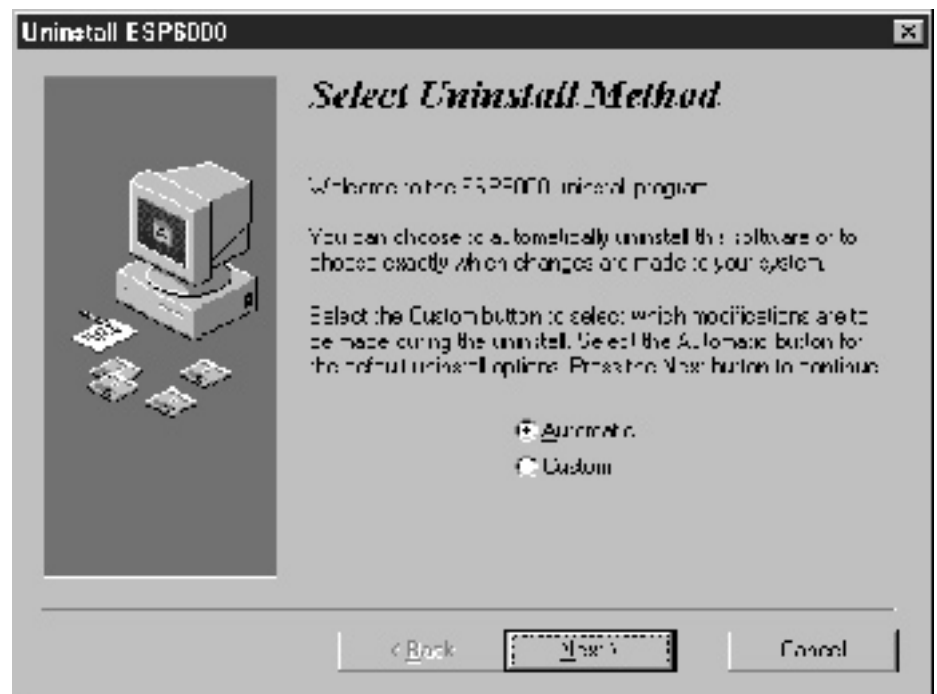 Uninstall ESP6000
Select Uninstall Method
Welcome to the ESP6000 uninstall program.
You can choose to automatically uninstall this software or to
choose exactly which changes are made to your system.
Select the Custom button to select which modifications are to
be made during the uninstall. Select the Automatic button for
the default uninstall options. Press the Next button to continue.
Automatic
Custom
< Back
Next >
Cancel